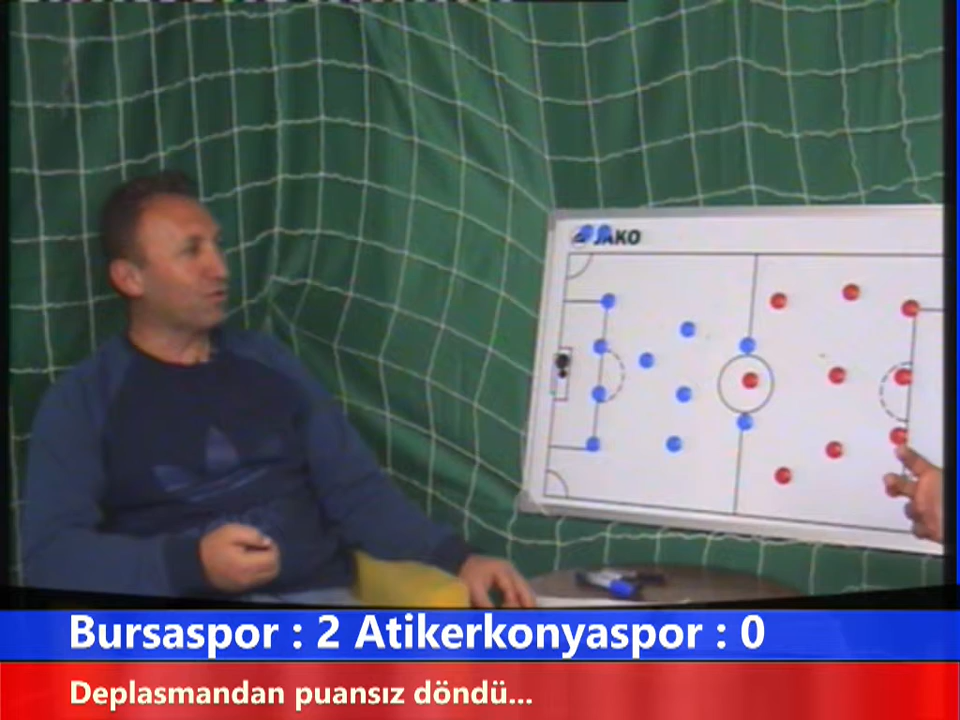 JAKO
Bursaspor : 2 Atikerkonyaspor : 0
Deplasmandan puansız döndü...